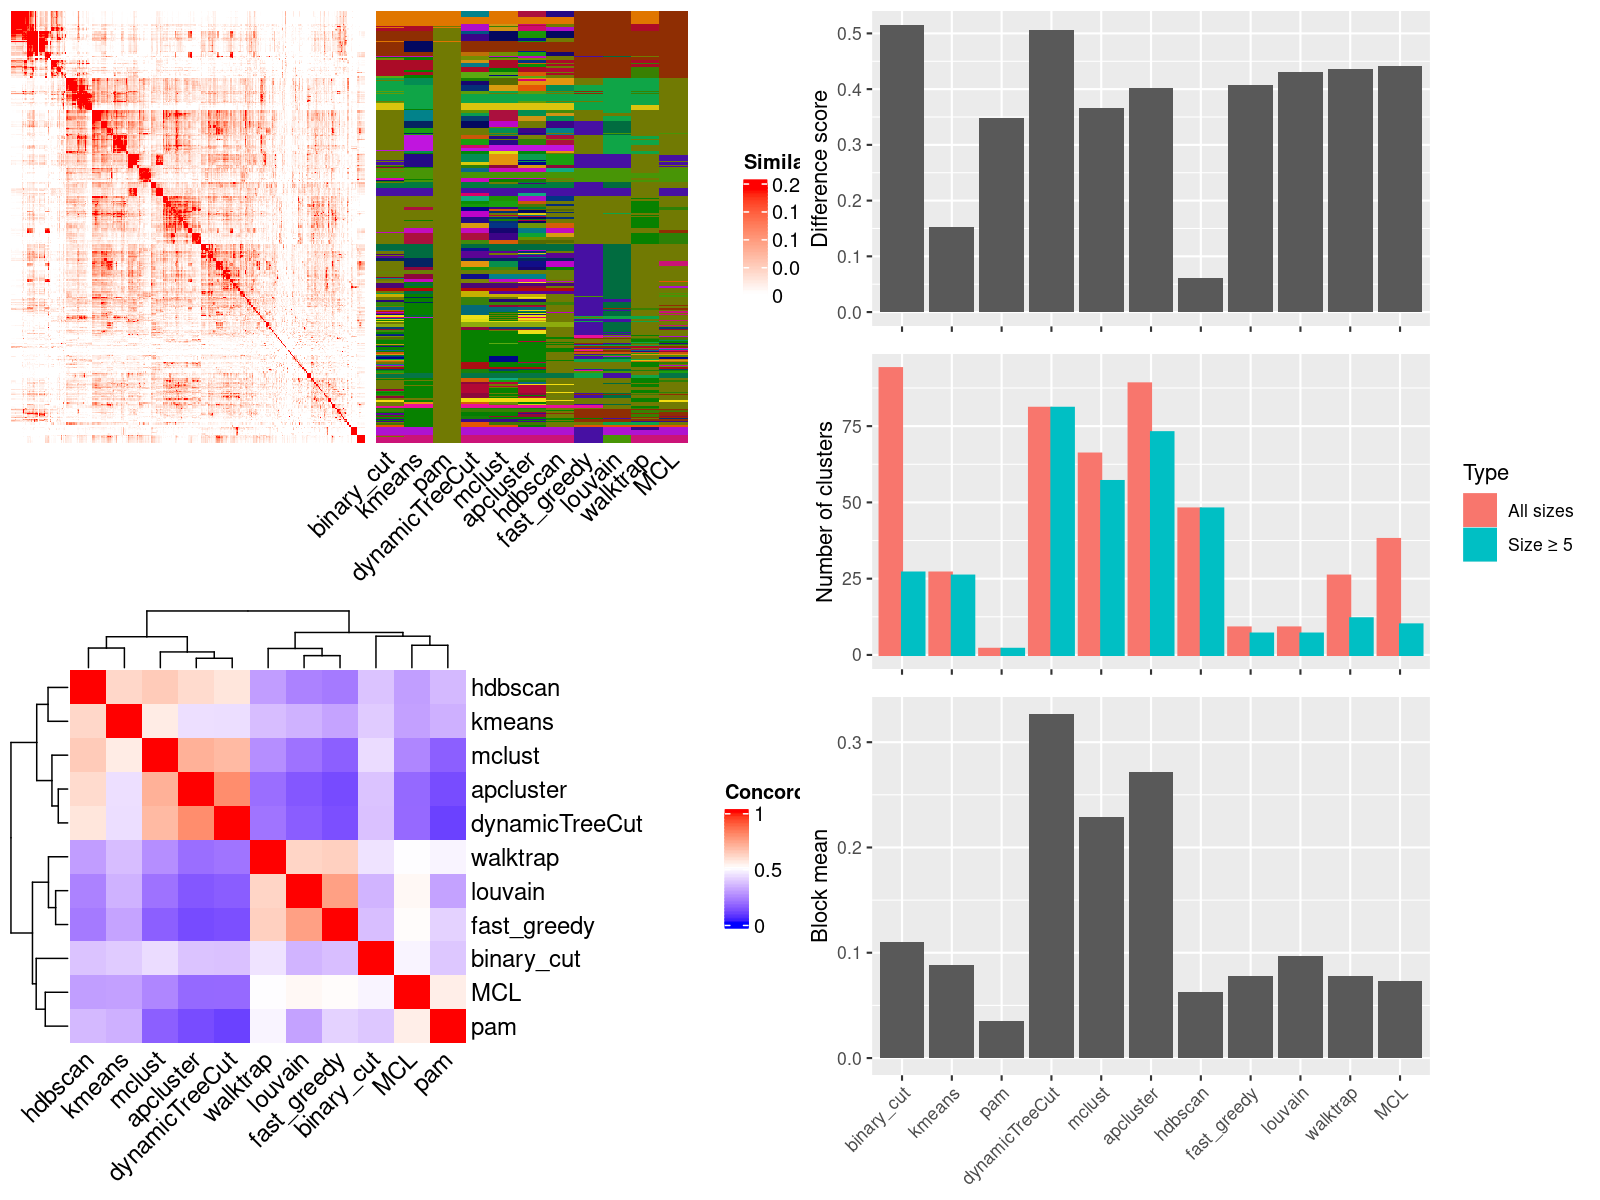 Simila
0.2
0.1
0.1
0.0
0
binary_cut
kmeans
pam
dynamicTreeCut
mclust
apcluster
hdbscan
fast_greedy
louvain
walktrap
MCL
hdbscan
kmeans
mclust
apcluster
dynamicTreeCut
walktrap
louvain
fast_greedy
binary_cut
MCL
pam
hdbscan
kmeans
mclust
apcluster
dynamicTreeCut
walktrap
louvain
fast_greedy
binary_cut
MCL
pam
Concord
1
0.5
0
Difference score
0.5
0.4
0.3
0.2
0.1
0.0
Number of clusters
75
50
25
0
Type
All sizes
Size ≥ 5
Block mean
0.3
0.2
0.1
0.0
binary_cut
kmeans
pam
dynamicTreeCut
mclust
apcluster
hdbscan
fast_greedy
louvain
walktrap
MCL